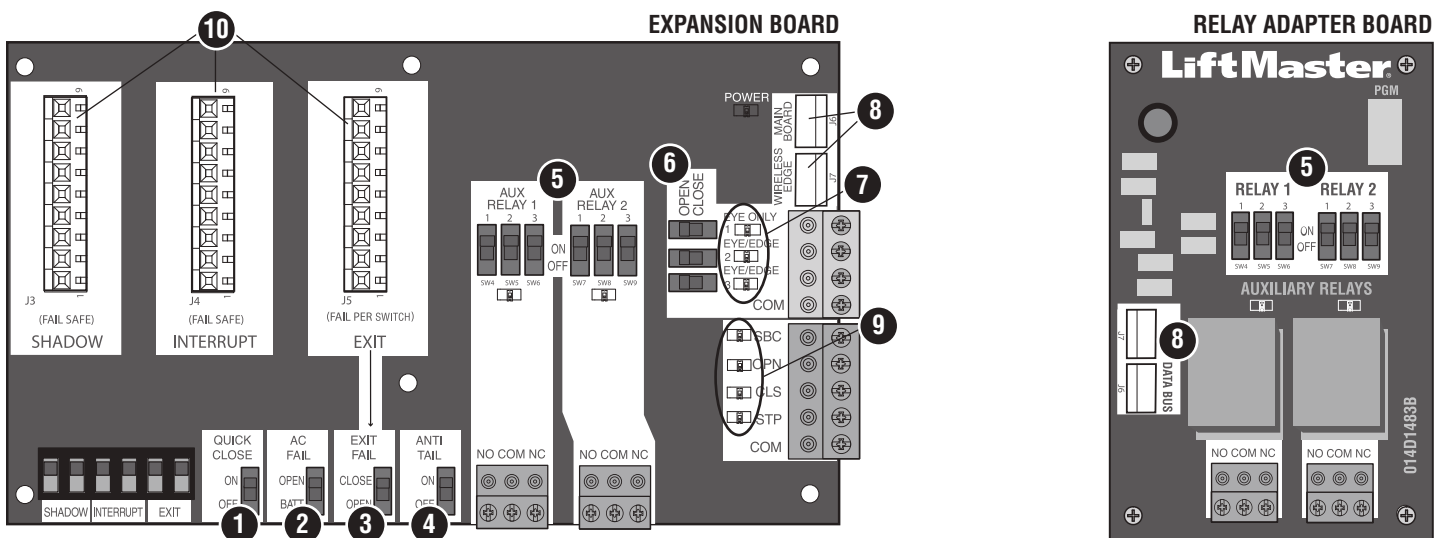 EXPANSION BOARD
RELAY ADAPTER BOARD
10
9
9
9
J3
1
J4
1
J5
1
(FAIL SAFE)
SHADOW
(FAIL SAFE)
INTERRUPT
(FAIL PER SWITCH)
EXIT
POWER
MAIN BOARD
J6
WIRELESS EDGE
J7
8
6
OPEN
CLOSE
7
EYE ONLY
1
EYE/EDGE
2
EYE/EDGE
3
COM
9
SBC
OPN
CLS
STP
COM
5
AUX RELAY 1
1 2 3
SW4 SW5 SW6
ON
OFF
AUX RELAY 2
1 2 3
SW7 SW8 SW9
NO COM NC
NO COM NC
SHADOW
INTERRUPT
EXIT
QUICK CLOSE
ON
OFF
1
AC FAIL
OPEN
BATT
2
EXIT FAIL
CLOSE
OPEN
3
ANTI TAIL
ON
OFF
4
LiftMaster
PGM
5
RELAY 1
RELAY 2
1 2 3
1 2 3
ON
OFF
SW4 SW5 SW6
SW7 SW8 SW9
AUXILIARY RELAYS
J7
8
J6
DATA BUS
014D1483B
NO COM NC
NO COM NC